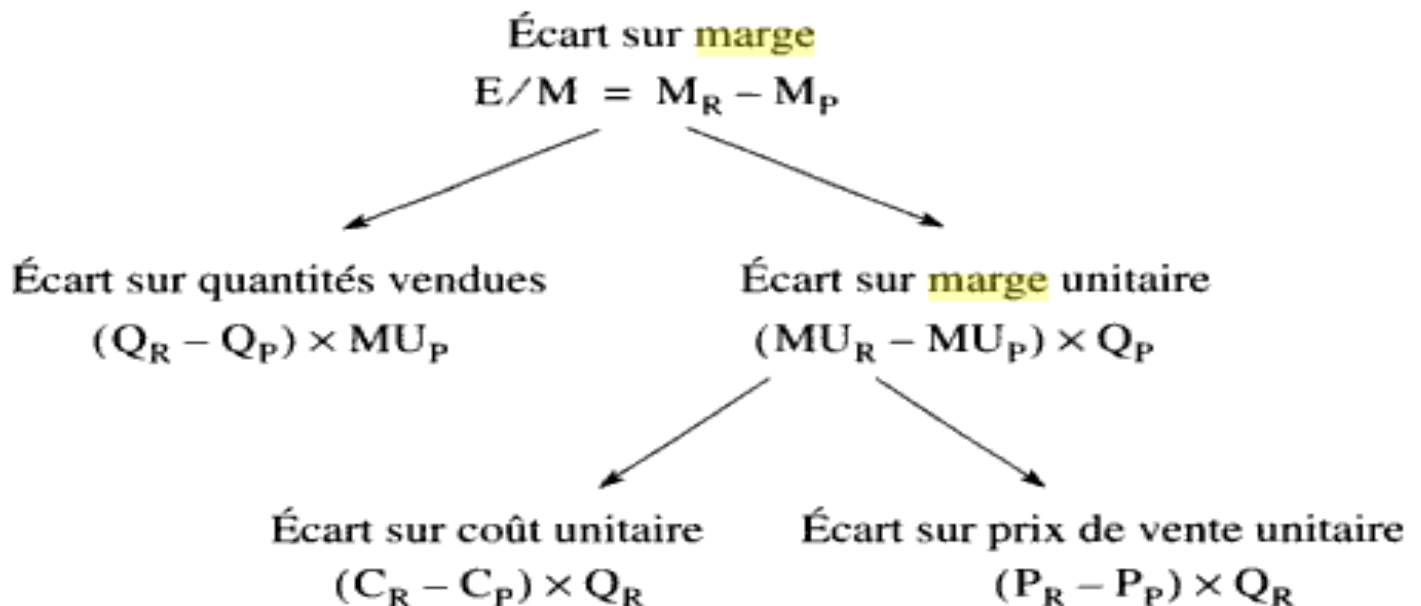 Écart sur marge
E/M = M_R – M_P
Écart sur quantités vendues
(Q_R – Q_P) × MU_P
Écart sur marge unitaire
(MU_R – MU_P) × Q_P
Écart sur coût unitaire
(C_R – C_P) × Q_R
Écart sur prix de vente unitaire
(P_R – P_P) × Q_R